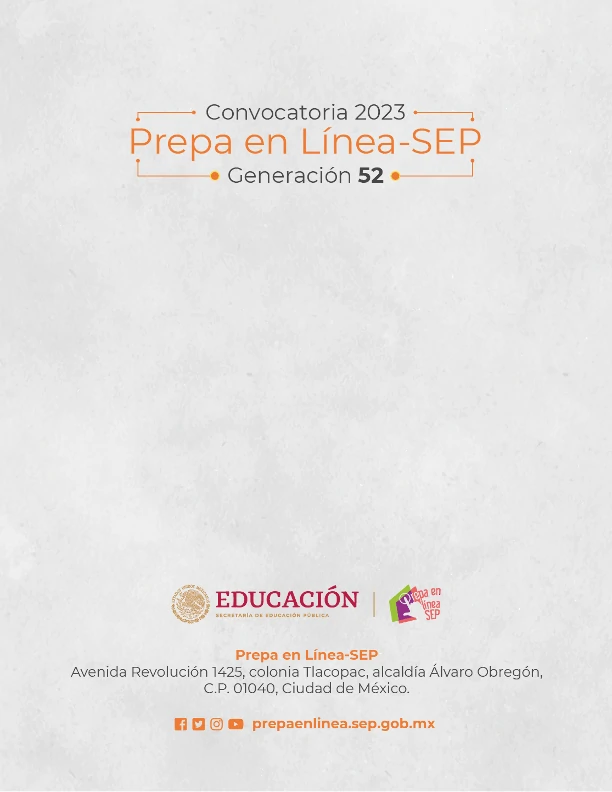 Convocatoria 2023
Prepa en Línea-SEP
Generación 52
EDUCACIÓN
SECRETARÍA DE EDUCACIÓN PÚBLICA
Prepa en
línea
SEP
Prepa en Línea-SEP
Avenida Revolución 1425, colonia Tlacopac, alcaldía Álvaro Obregón,
C.P. 01040, Ciudad de México.
prepaenlinea.sep.gob.mx